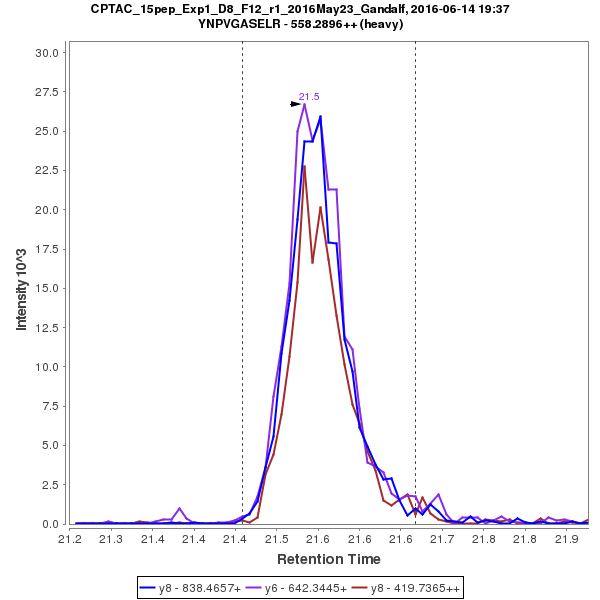 CPTAC_15pep_Exp1_D8_F12_r1_2016May23_Gandalf, 2016-06-14 19:37
YNPVGASELR - 558.2896++ (heavy)
30.0
27.5
25.0
22.5
20.0
17.5
15.0
12.5
10.0
7.5
5.0
2.5
0.0
Intensity 10^3
21.5
21.2 21.3 21.3 21.4 21.4 21.5 21.6 21.6 21.6 21.7 21.8 21.8 21.9
Retention Time
y8 - 838.4657+ y6 - 642.3445+ y8 - 419.7365++